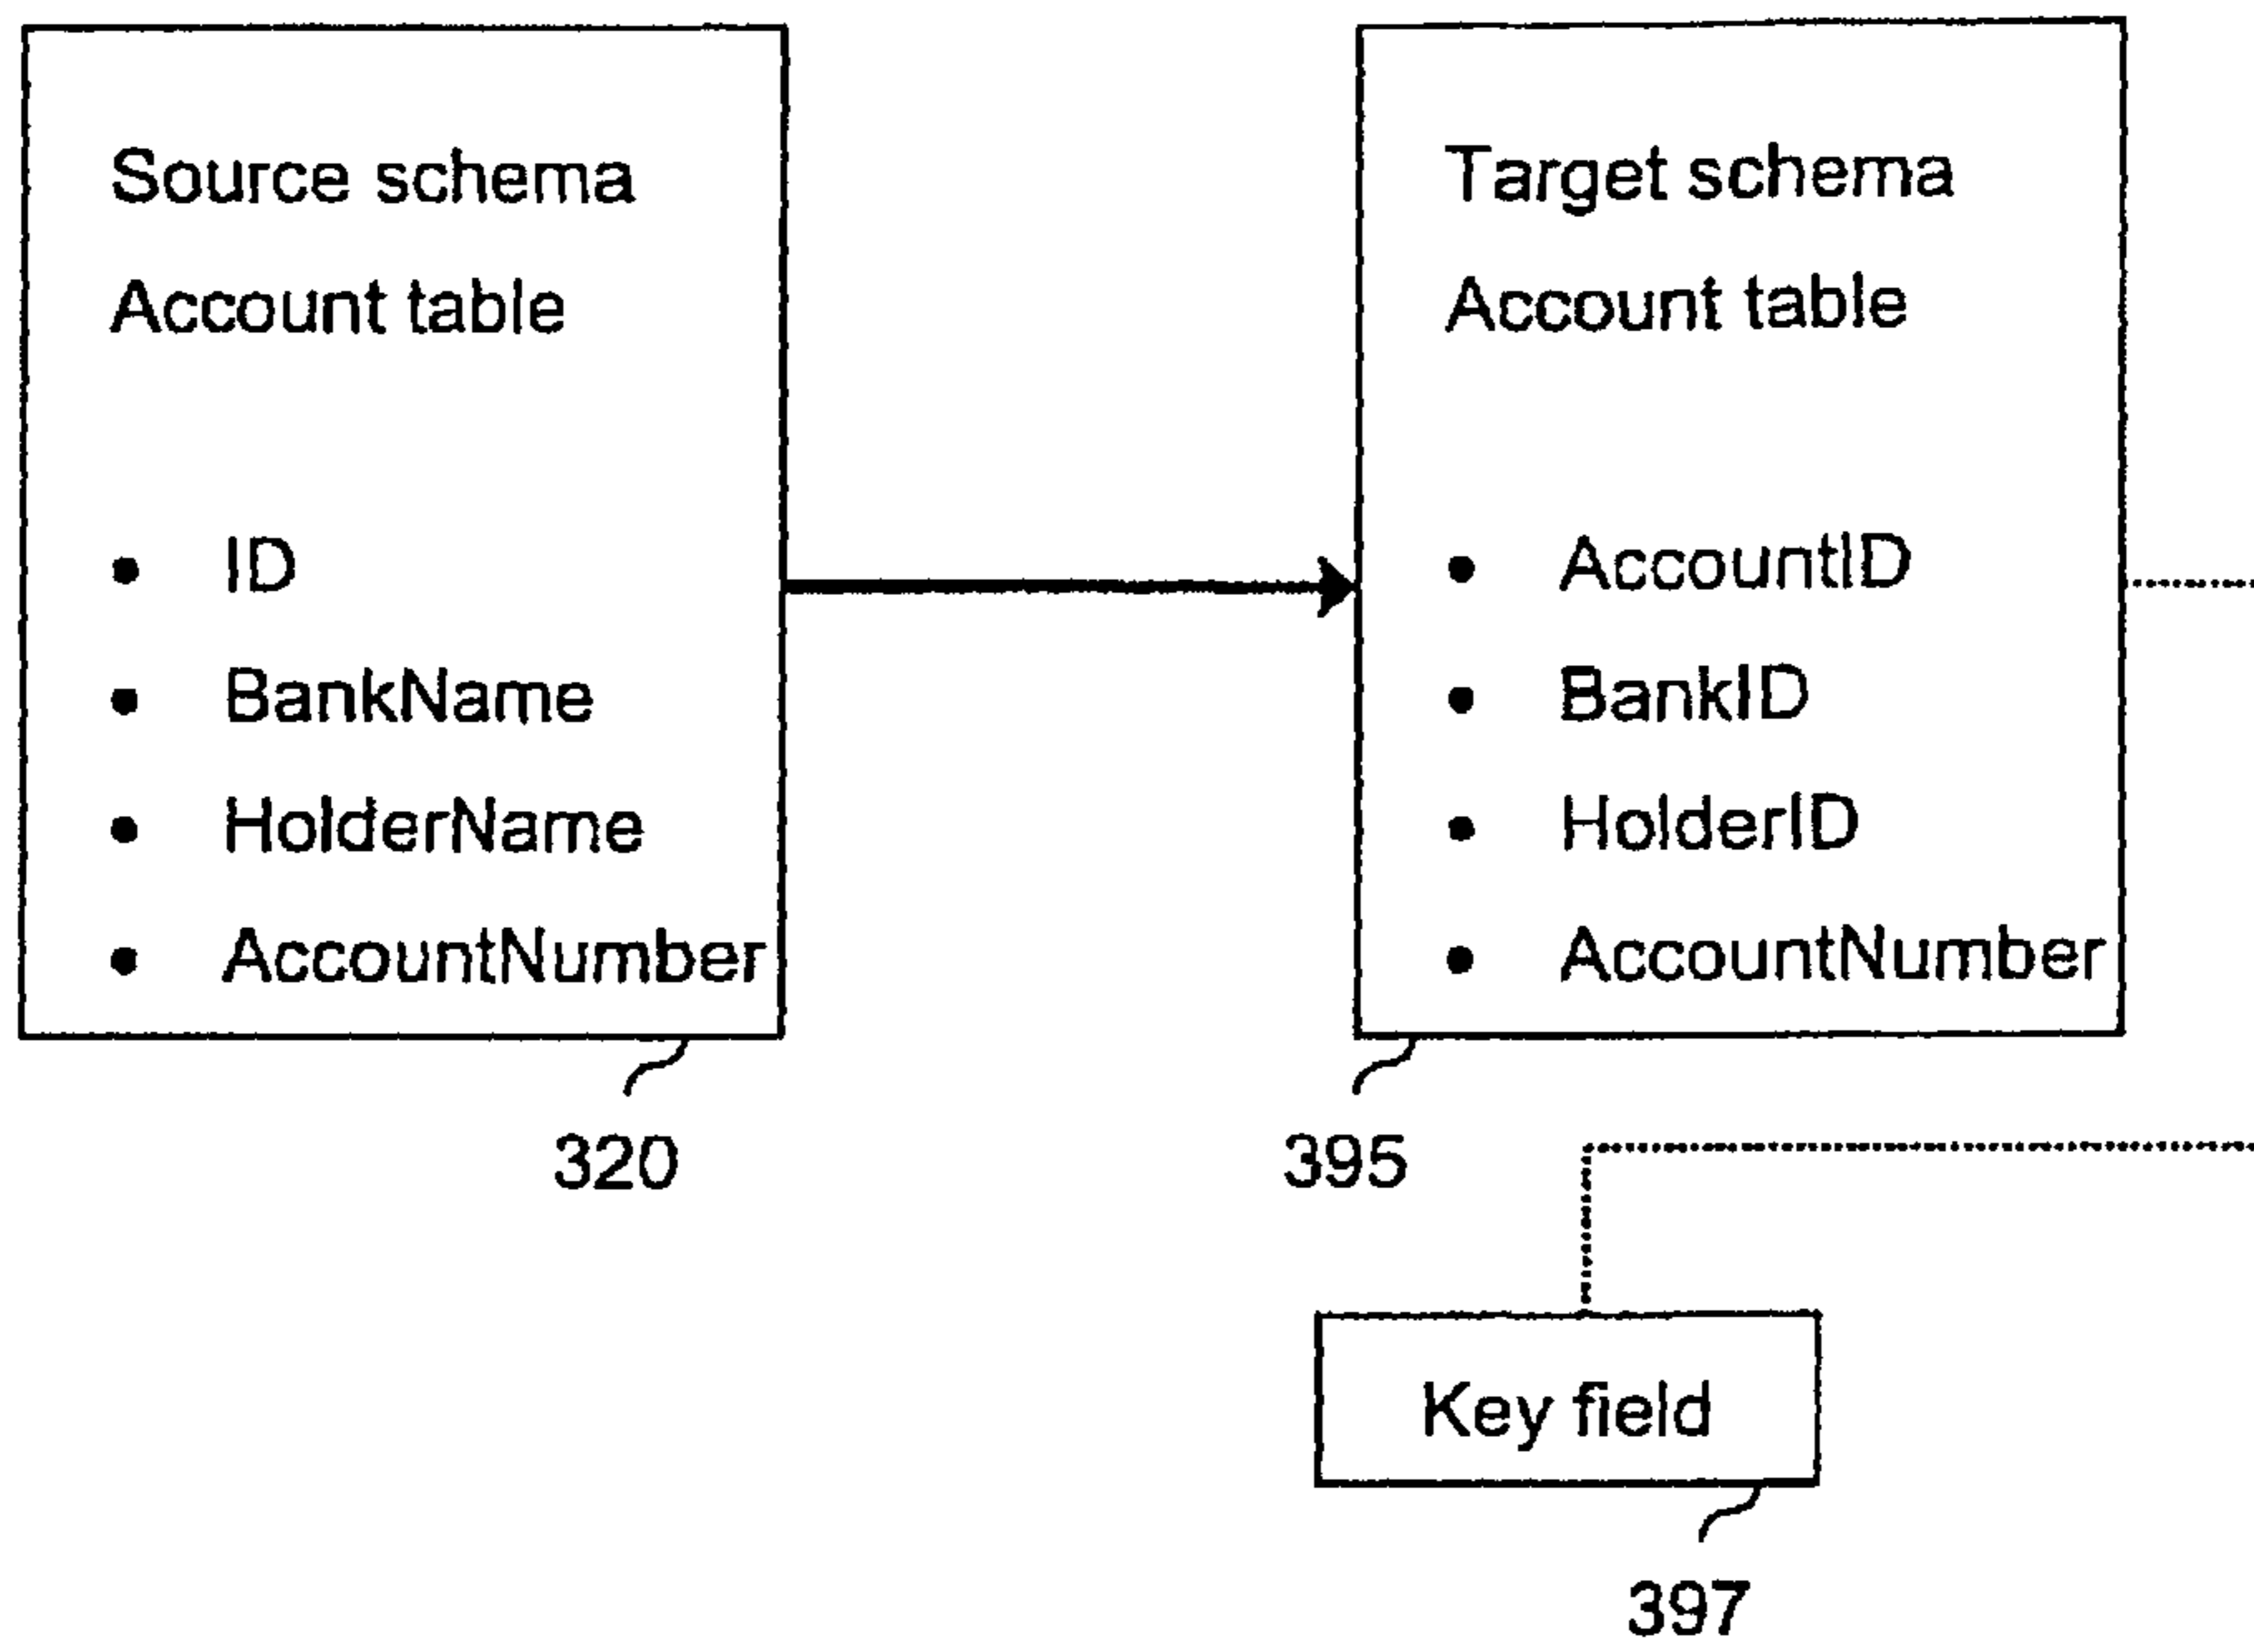 Source schema
Account table
• ID
• BankName
• HolderName
• AccountNumber
320
Target schema
Account table
• AccountID
• BankID
• HolderID
• AccountNumber
395
Key field
397